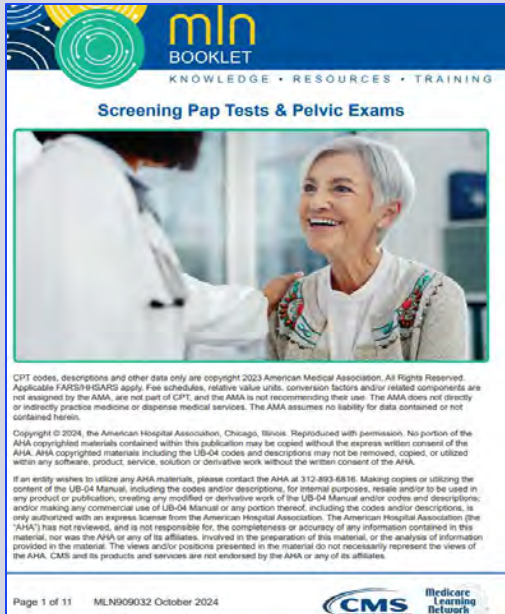 mln
BOOKLET
KNOWLEDGE • RESOURCES • TRAINING
Screening Pap Tests & Pelvic Exams
CPT codes, descriptions and other data only are copyright 2023 American Medical Association. All Rights Reserved.
Applicable FARS/HHSARS apply. Fee schedules, relative value units, conversion factors and/or related components are
not assigned by the AMA, are not part of CPT, and the AMA is not recommending their use. The AMA does not directly
or indirectly practice medicine or dispense medical services. The AMA assumes no liability for data contained or not
contained herein.
Copyright © 2024, the American Hospital Association, Chicago, Illinois. Reproduced with permission. No portion of the
AHA copyrighted materials contained within this publication may be copied without the express written consent of the
AHA. AHA copyrighted materials including the UB-04 codes and descriptions may not be removed, copied, or utilized
within any software, product, service, solution or derivative work without the written consent of the AHA.
If an entity wishes to utilize any AHA materials, please contact the AHA at 312-893-6816. Making copies or utilizing the
content of the UB-04 Manual, including the codes and/or descriptions, for internal purposes, resale and/or to be used in
any product or publication, creating any modified or derivative work of the UB-04 Manual and/or codes and descriptions,
and/or making any commercial use of UB-04 Manual or any portion thereof, including the codes and/or descriptions, is
only authorized with an express license from the American Hospital Association. The American Hospital Association (the
"AHA") has not reviewed, and is not responsible for, the completeness or accuracy of any information contained in this
material, nor was the AHA or any of its affiliates, involved in the preparation of this material, or the analysis of information
provided in the material. The views and/or positions presented in the material do not necessarily represent the views of
the AHA. CMS and its products and services are not endorsed by the AHA or any of its affiliates.
Page 1 of 11 MLN909032 October 2024
CMS
Medicare
Learning
Network